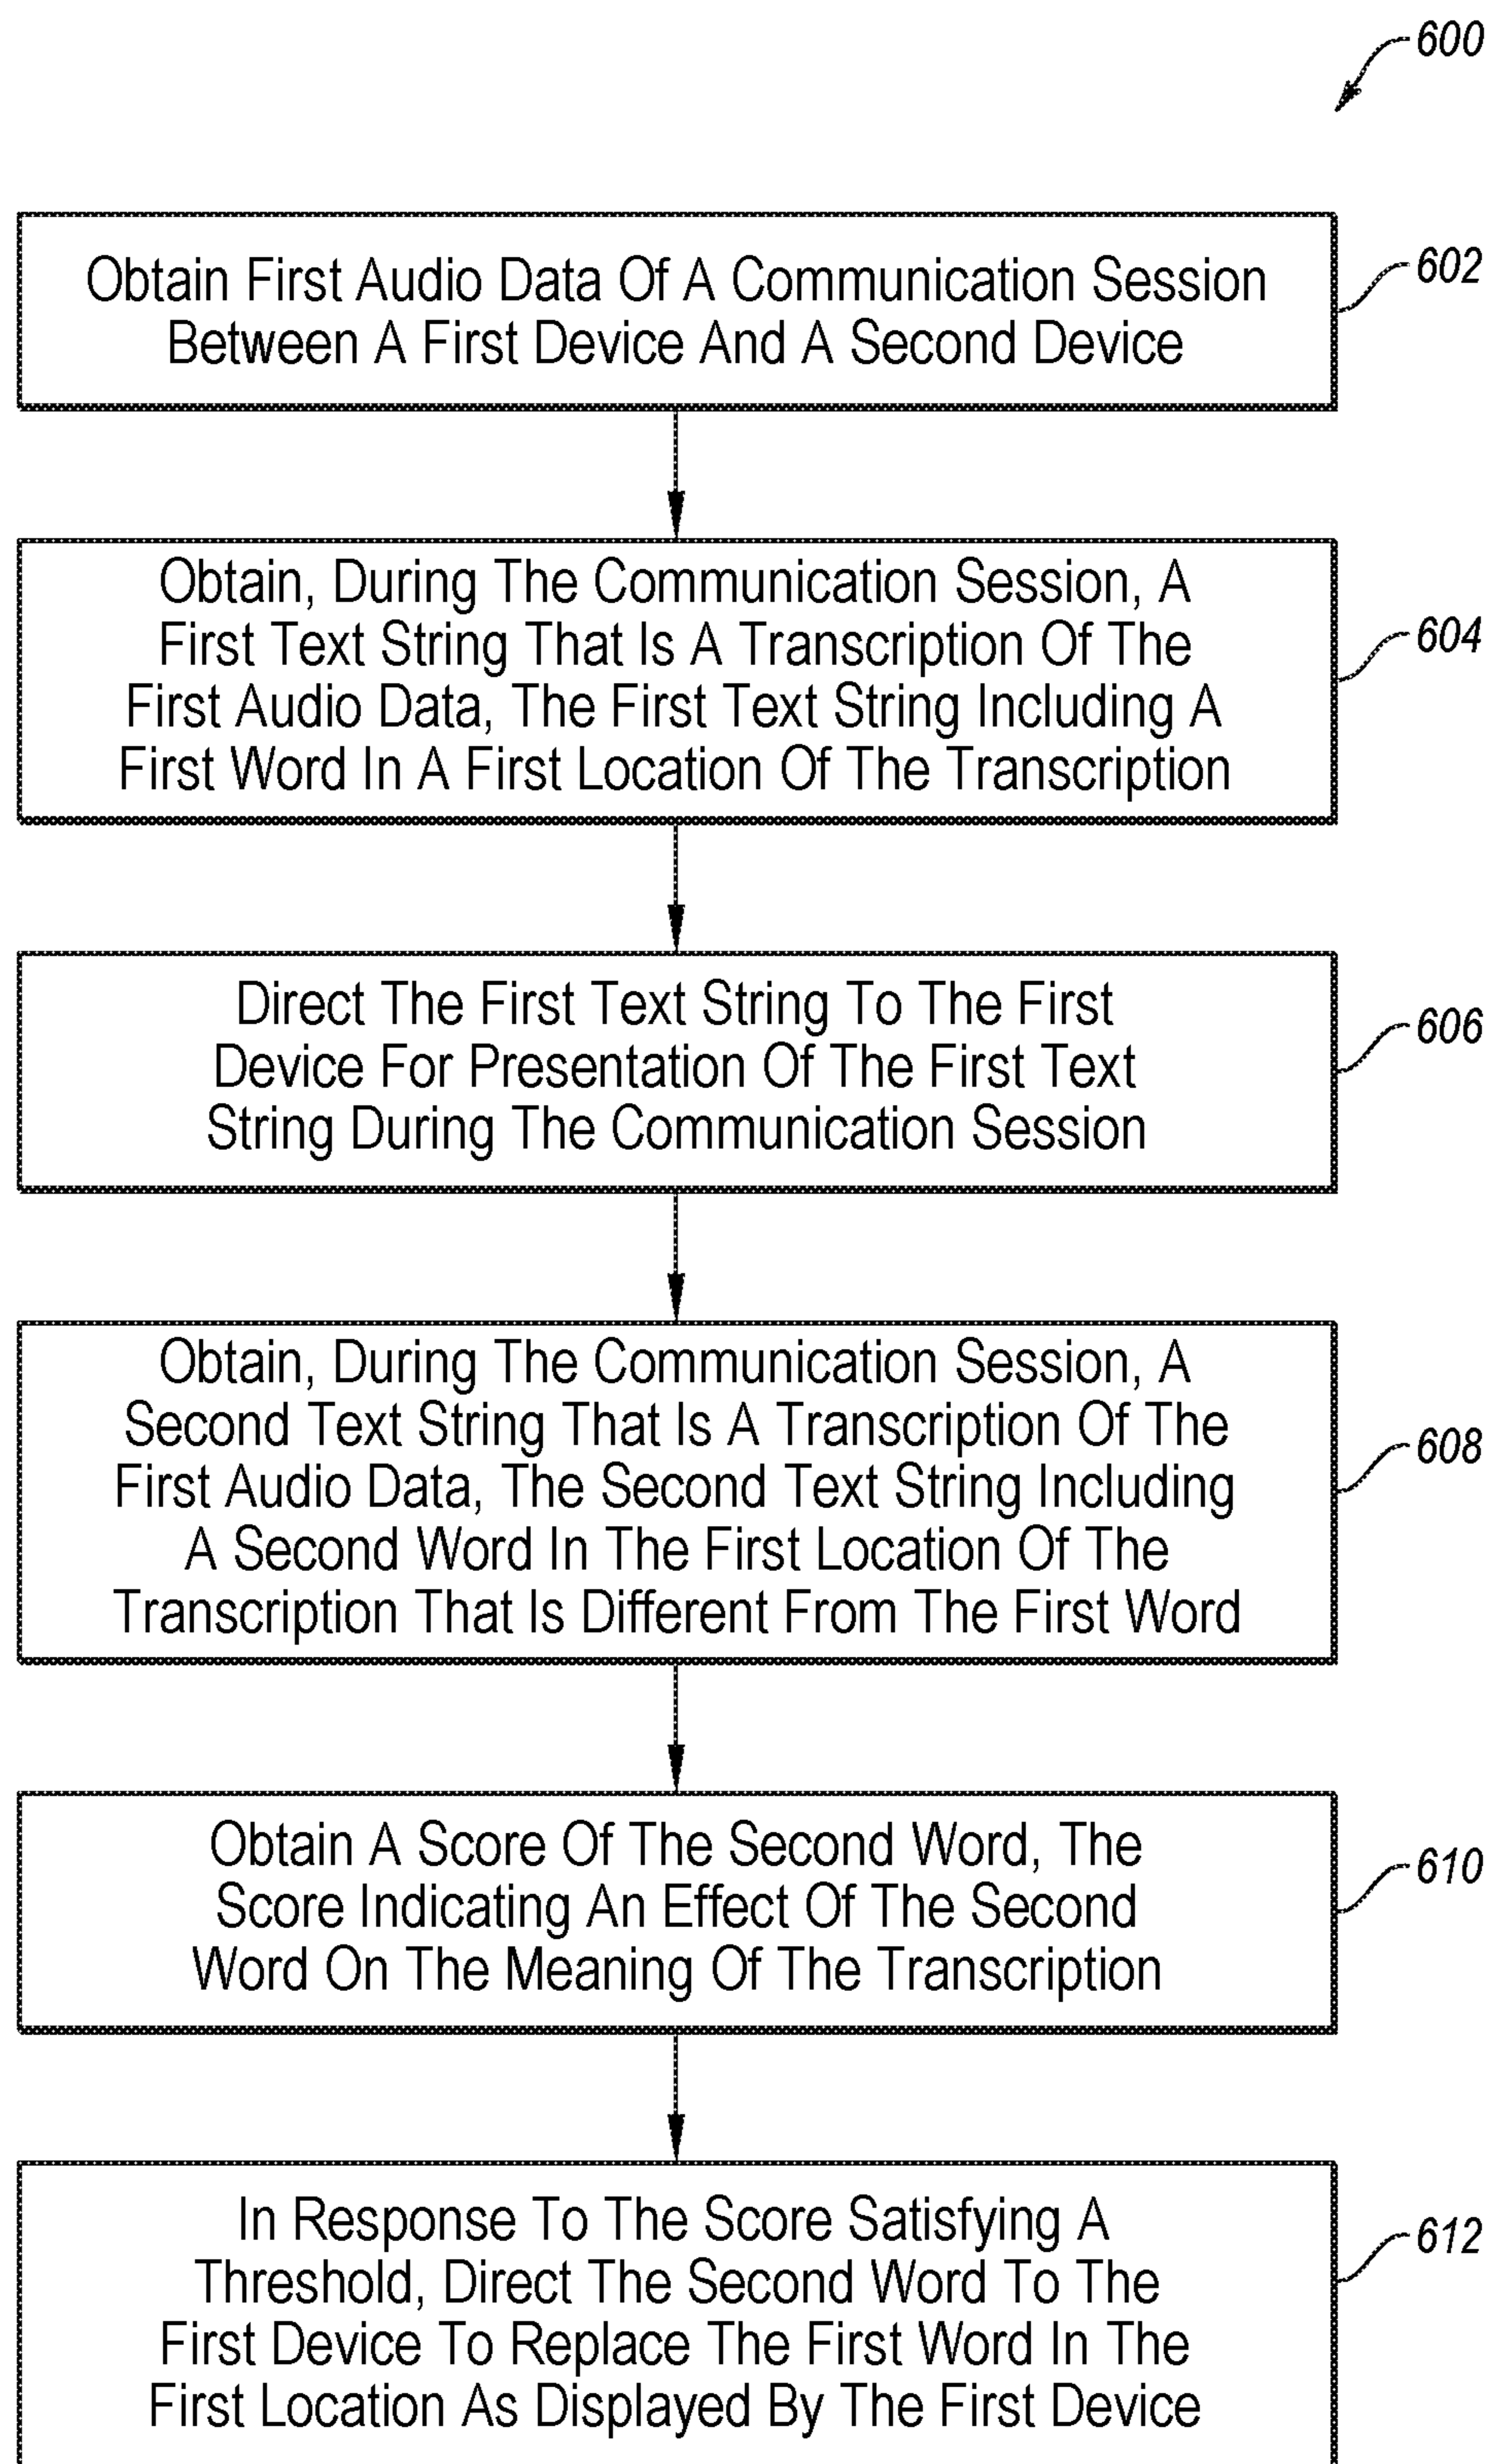 600
Obtain First Audio Data Of A Communication Session
Between A First Device And A Second Device
602
Obtain, During The Communication Session, A
First Text String That Is A Transcription Of The
First Audio Data, The First Text String Including A
First Word In A First Location Of The Transcription
604
Direct The First Text String To The First
Device For Presentation Of The First Text
String During The Communication Session
606
Obtain, During The Communication Session, A
Second Text String That Is A Transcription Of The
First Audio Data, The Second Text String Including
A Second Word In The First Location Of The
Transcription That Is Different From The First Word
608
Obtain A Score Of The Second Word, The
Score Indicating An Effect Of The Second
Word On The Meaning Of The Transcription
610
In Response To The Score Satisfying A
Threshold, Direct The Second Word To The
First Device To Replace The First Word In The
First Location As Displayed By The First Device
612